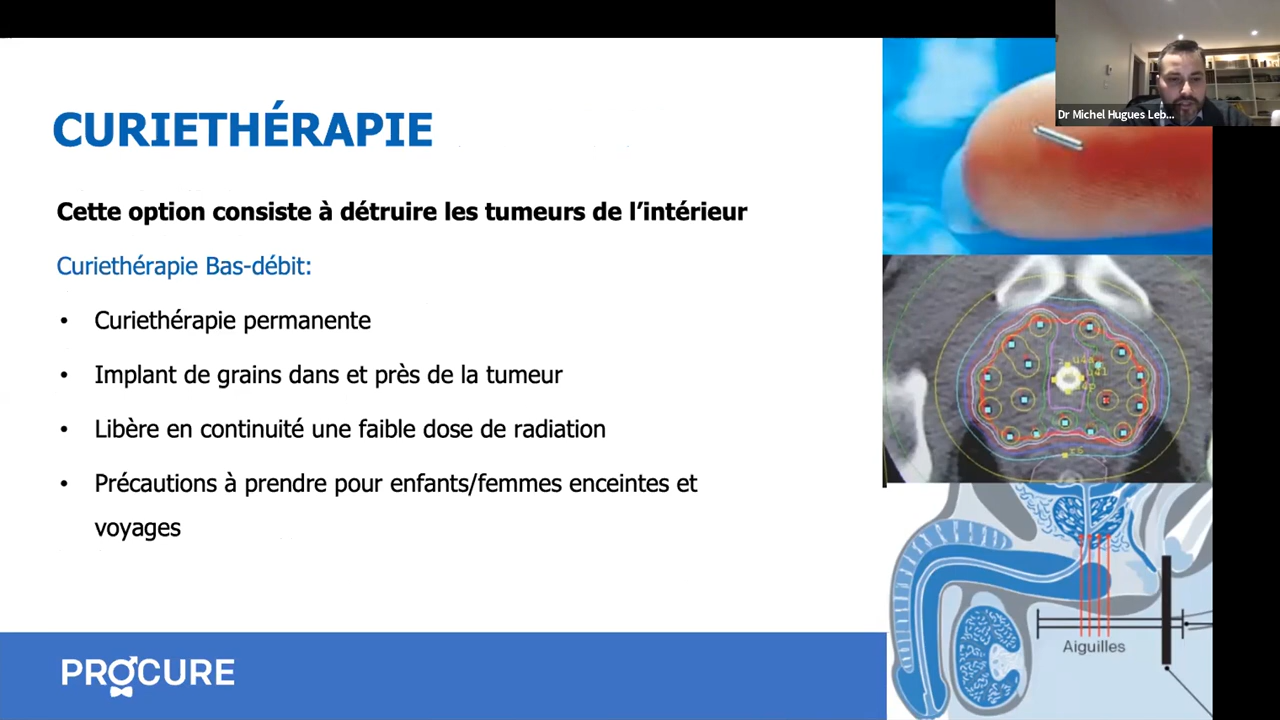 Dr Michel Hugues Leb...
CURIETHÉRAPIE
Cette option consiste à détruire les tumeurs de l'intérieur
Curiethérapie Bas-débit:
• Curiethérapie permanente
• Implant de grains dans et près de la tumeur
• Libère en continuité une faible dose de radiation
• Précautions à prendre pour enfants/femmes enceintes et
voyages
Aiguilles
PROCURE